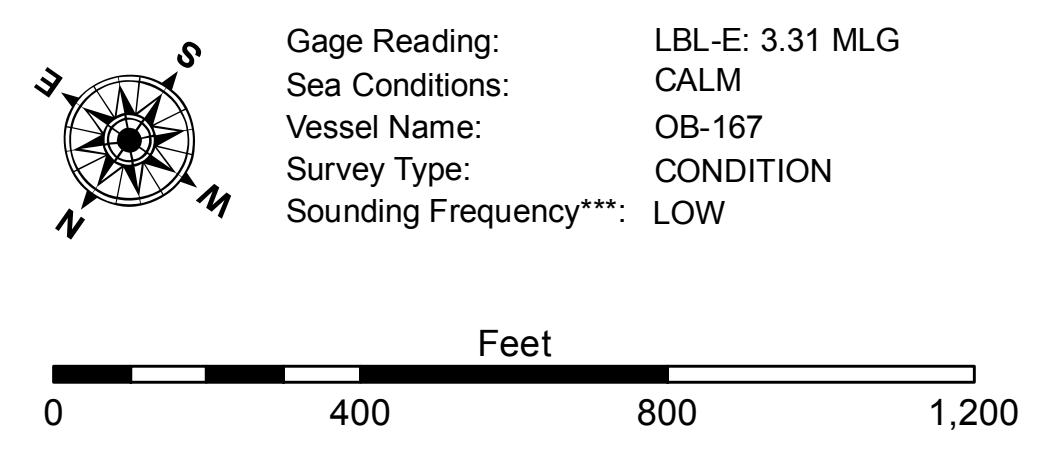 S
E
W
N
Gage Reading: LBL-E: 3.31 MLG
Sea Conditions: CALM
Vessel Name: OB-167
Survey Type: CONDITION
Sounding Frequency***: LOW
Feet
0 400 800 1,200